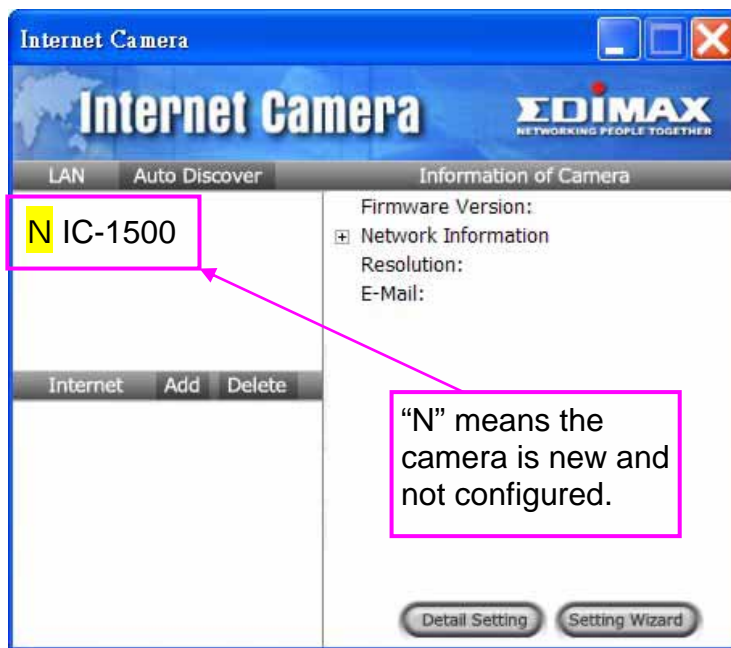 Internet Camera
Internet Camera
EDIMAX
NETWORKING PEOPLE TOGETHER
LAN Auto Discover
Information of Camera
N IC-1500
Firmware Version:
Network Information
Resolution:
E-Mail:
Internet Add Delete
“N” means the
camera is new and
not configured.
Detail Setting Setting Wizard